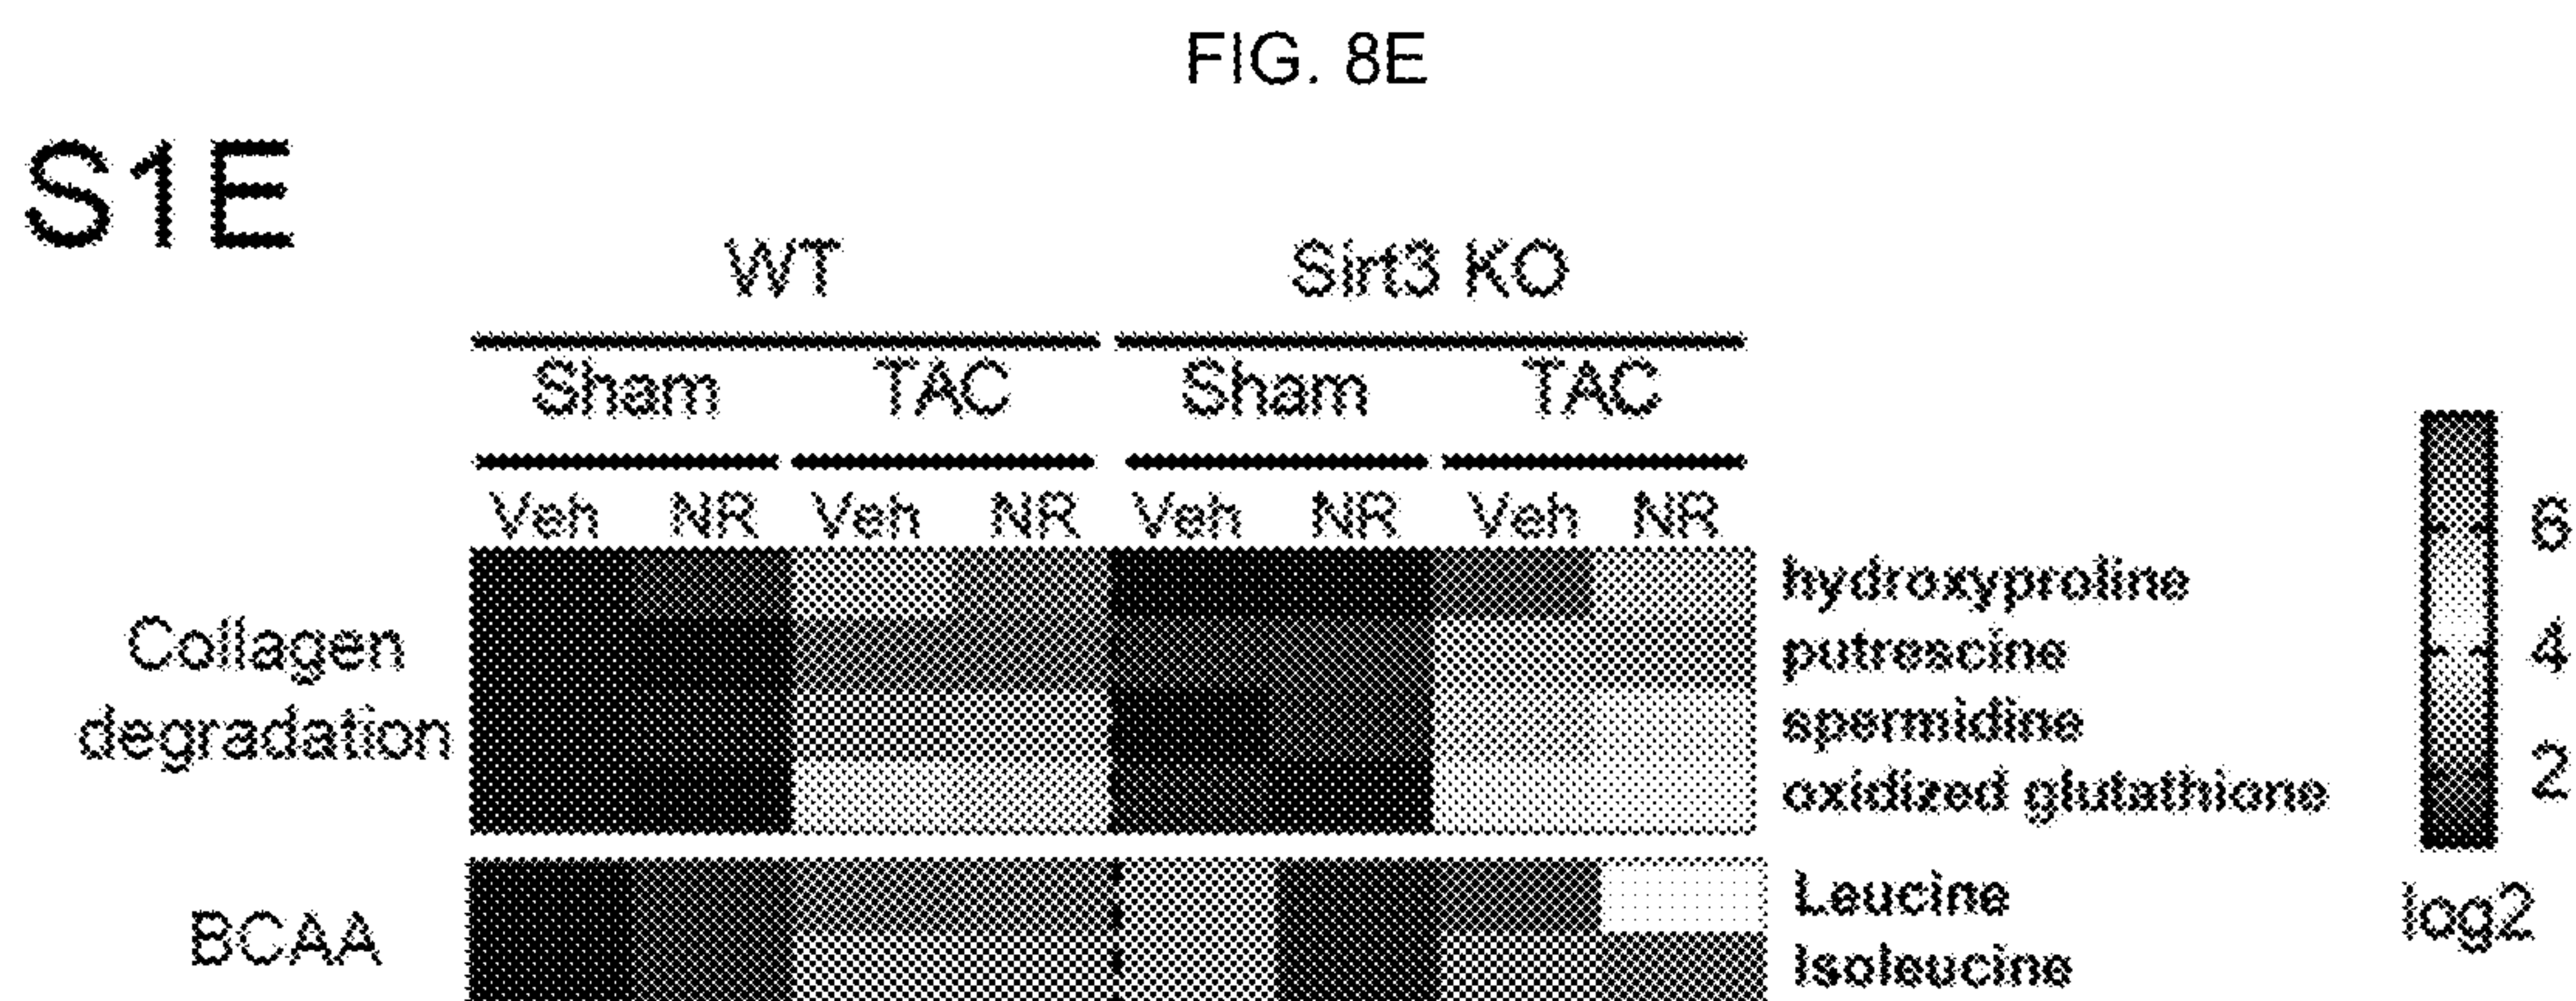 FIG. 8E
S1E
WT Sirt3 KO
Sham TAC Sham TAC
Veh NR Veh NR Veh NR Veh NR
Collagen
degradation
hydroxyproline
putrescine
spermidine
oxidized glutathione
BCAA
Leucine
Isoleucine
6
4
2
log2